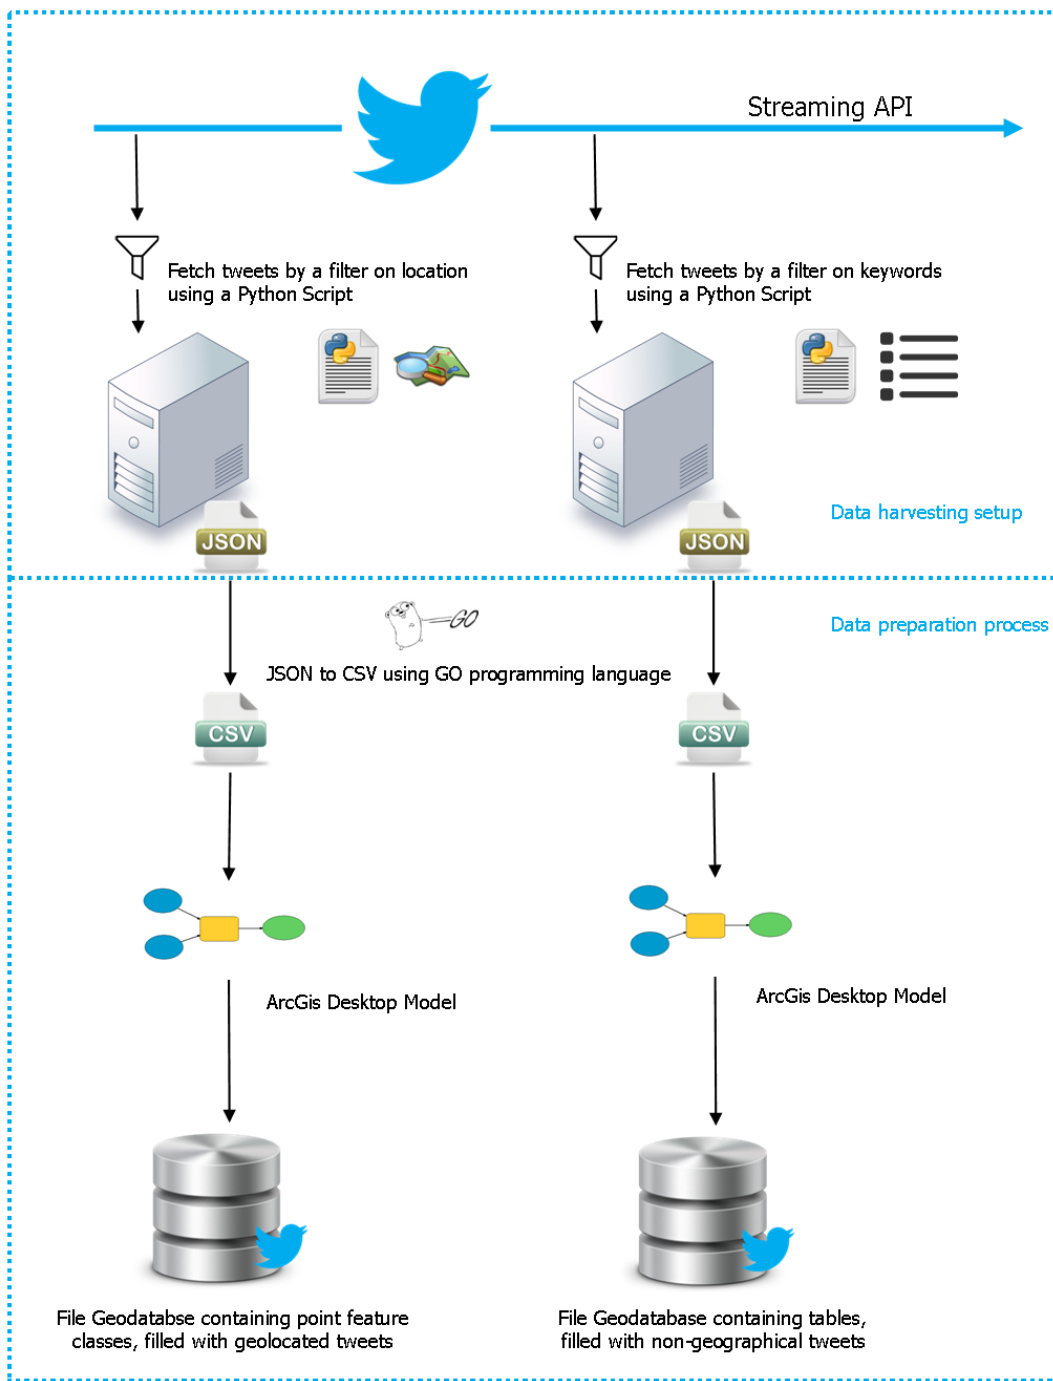 Streaming API
Fetch tweets by a filter on location
using a Python Script
Fetch tweets by a filter on keywords
using a Python Script
JSON
JSON
Data harvesting setup
GO
Data preparation process
JSON to CSV using GO programming language
CSV
CSV
ArcGis Desktop Model
ArcGis Desktop Model
File Geodatabse containing point feature
classes, filled with geolocated tweets
File Geodatabase containing tables,
filled with non-geographical tweets